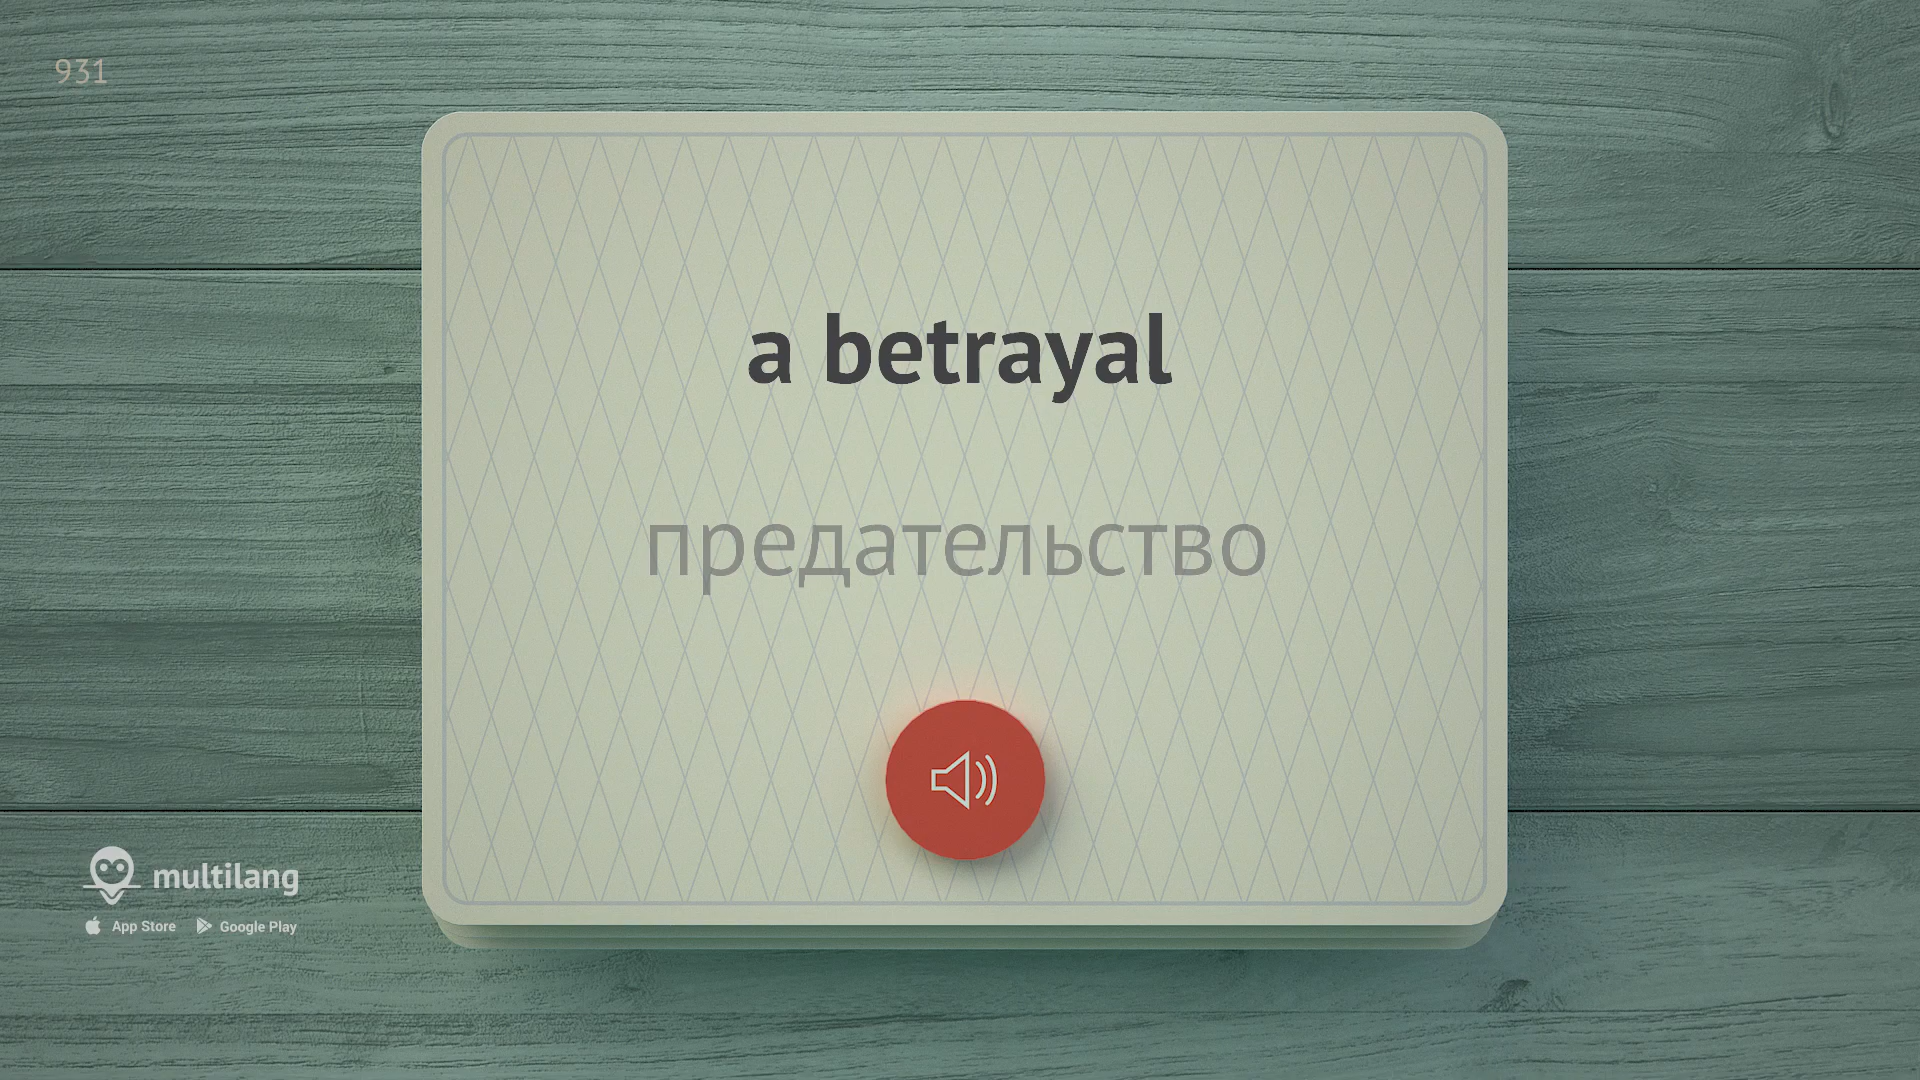 931
a betrayal
предательство
multilang
App Store
Google Play